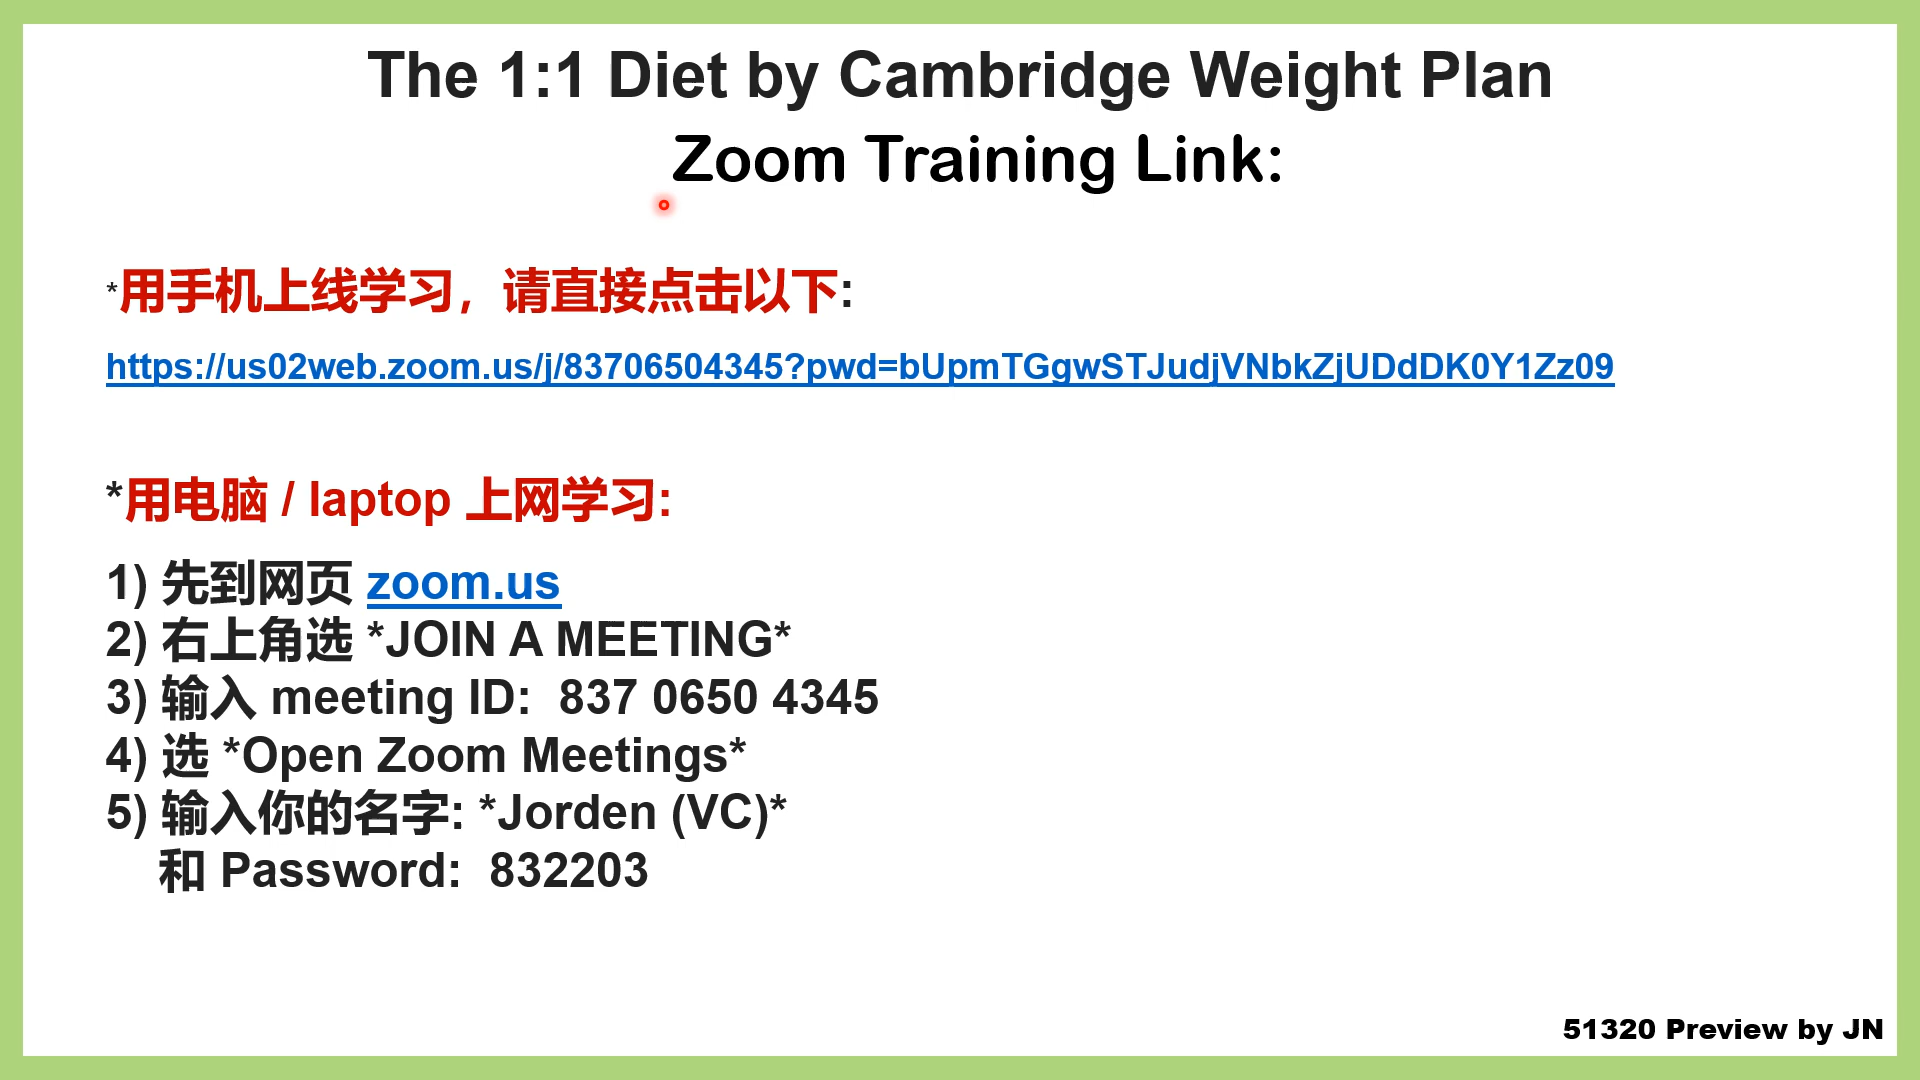 The 1:1 Diet by Cambridge Weight Plan
Zoom Training Link:
*用手机上线学习，请直接点击以下:
https://us02web.zoom.us/j/83706504345?pwd=bUpmTGgwSTJudjVNbkZjUDdDK0Y1Zz09
*用电脑 / laptop 上网学习:
1) 先到网页 zoom.us
2) 右上角选 *JOIN A MEETING*
3) 输入 meeting ID:  837 0650 4345
4) 选 *Open Zoom Meetings*
5) 输入你的名字: *Jorden (VC)*
和 Password:  832203
51320 Preview by JN